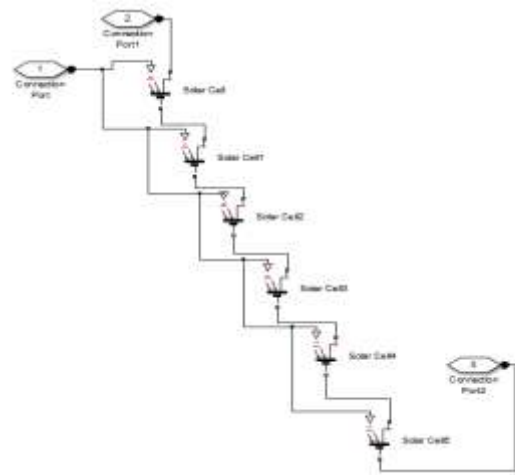 2
Connection
Port1
1
Connection
Port
Solar Cell
Solar Cell1
Solar Cell2
Solar Cell3
Solar Cell4
3
Connection
Port2
Solar Cell5